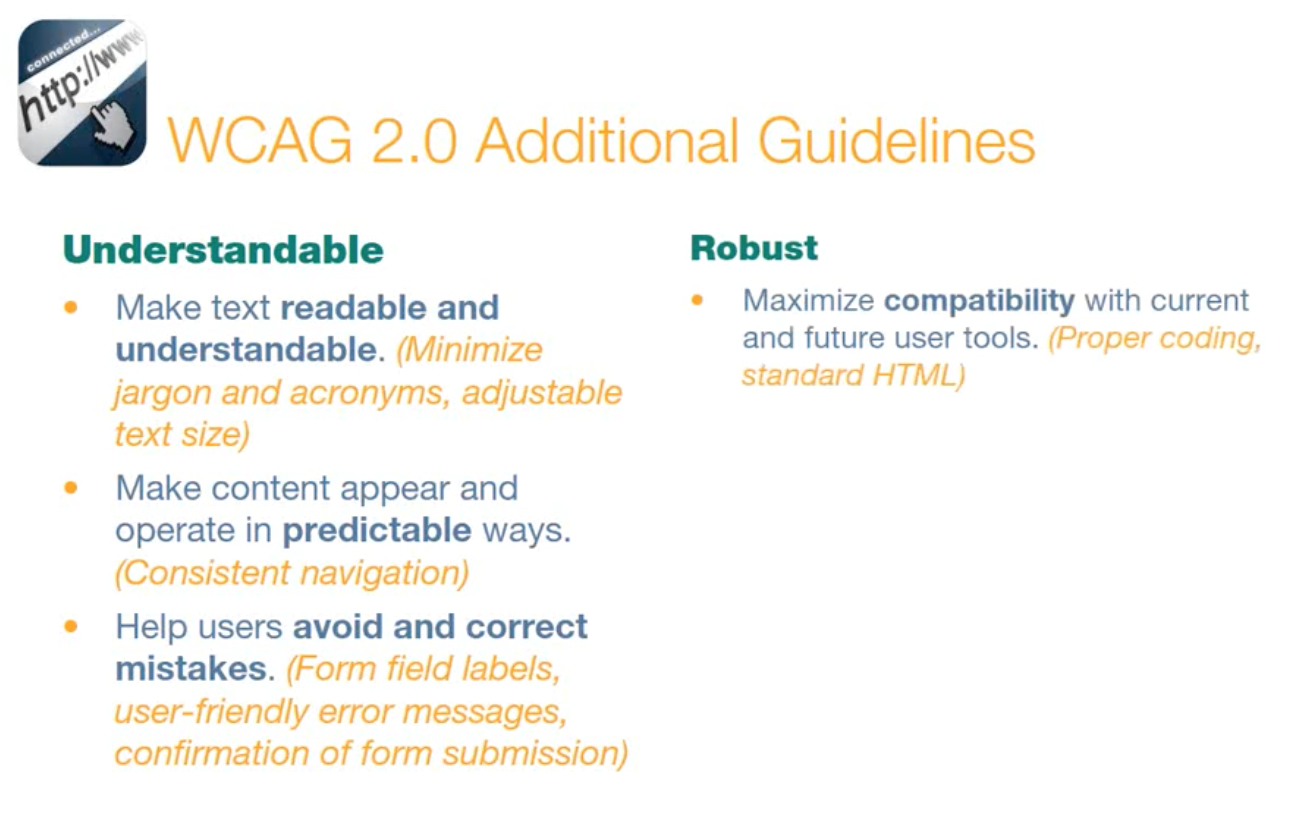 connected...
http://www
WCAG 2.0 Additional Guidelines
Understandable
• Make text readable and
understandable. (Minimize
jargon and acronyms, adjustable
text size)
• Make content appear and
operate in predictable ways.
(Consistent navigation)
• Help users avoid and correct
mistakes. (Form field labels,
user-friendly error messages,
confirmation of form submission)
Robust
• Maximize compatibility with current
and future user tools. (Proper coding,
standard HTML)